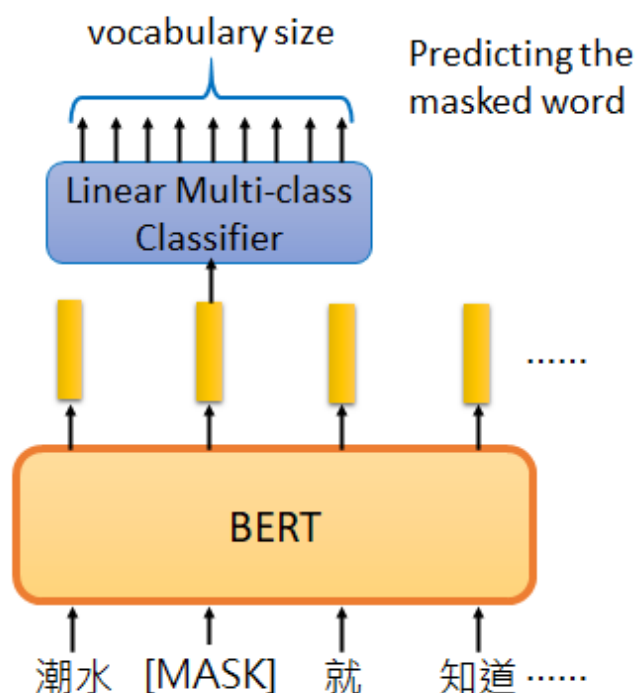 vocabulary size
Predicting the
masked word
Linear Multi-class
Classifier
......
BERT
潮水 [MASK] 就 知道 ......